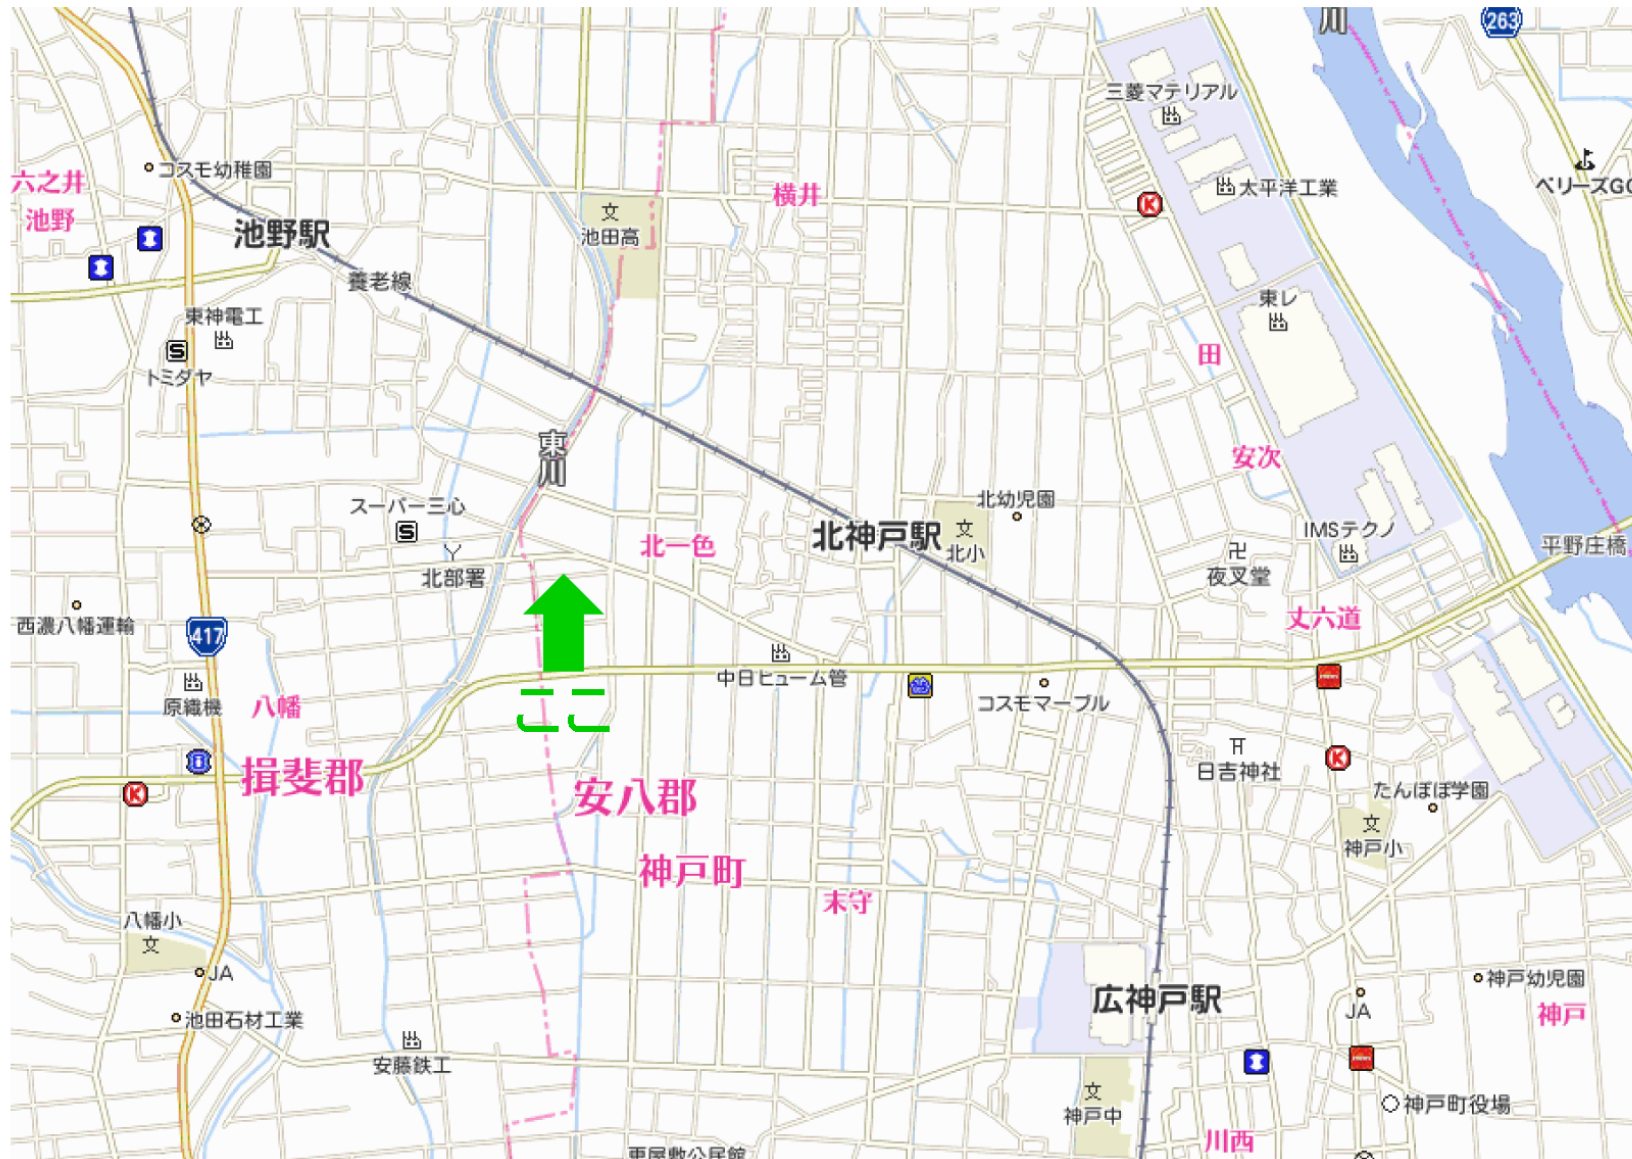 川
263
三菱マテリアル
コスモ幼稚園
六之井
池野
横井
太平洋工業
ベリーズGC
文
池野駅
池田高
養老線
東レ
東神電工
S
トミダヤ
田
東川
安次
スーパー三心
S
北幼児園
文
IMSテクノ
北神戸駅
北一色
北小
平野庄橋
卍
北部署
夜叉堂
西濃八幡運輸
丈六道
417
中日ヒューム管
原織機
八幡
コスモマーブル
日吉神社
K
K
K
揖斐郡
安八郡
たんぽぽ学園
文
神戸小
神戸町
末守
八幡小
文
JA
神戸幼児園
広神戸駅
JA
神戸
池田石材工業
安藤鉄工
文
神戸中
神戸町役場
川西
東屋敷公民館